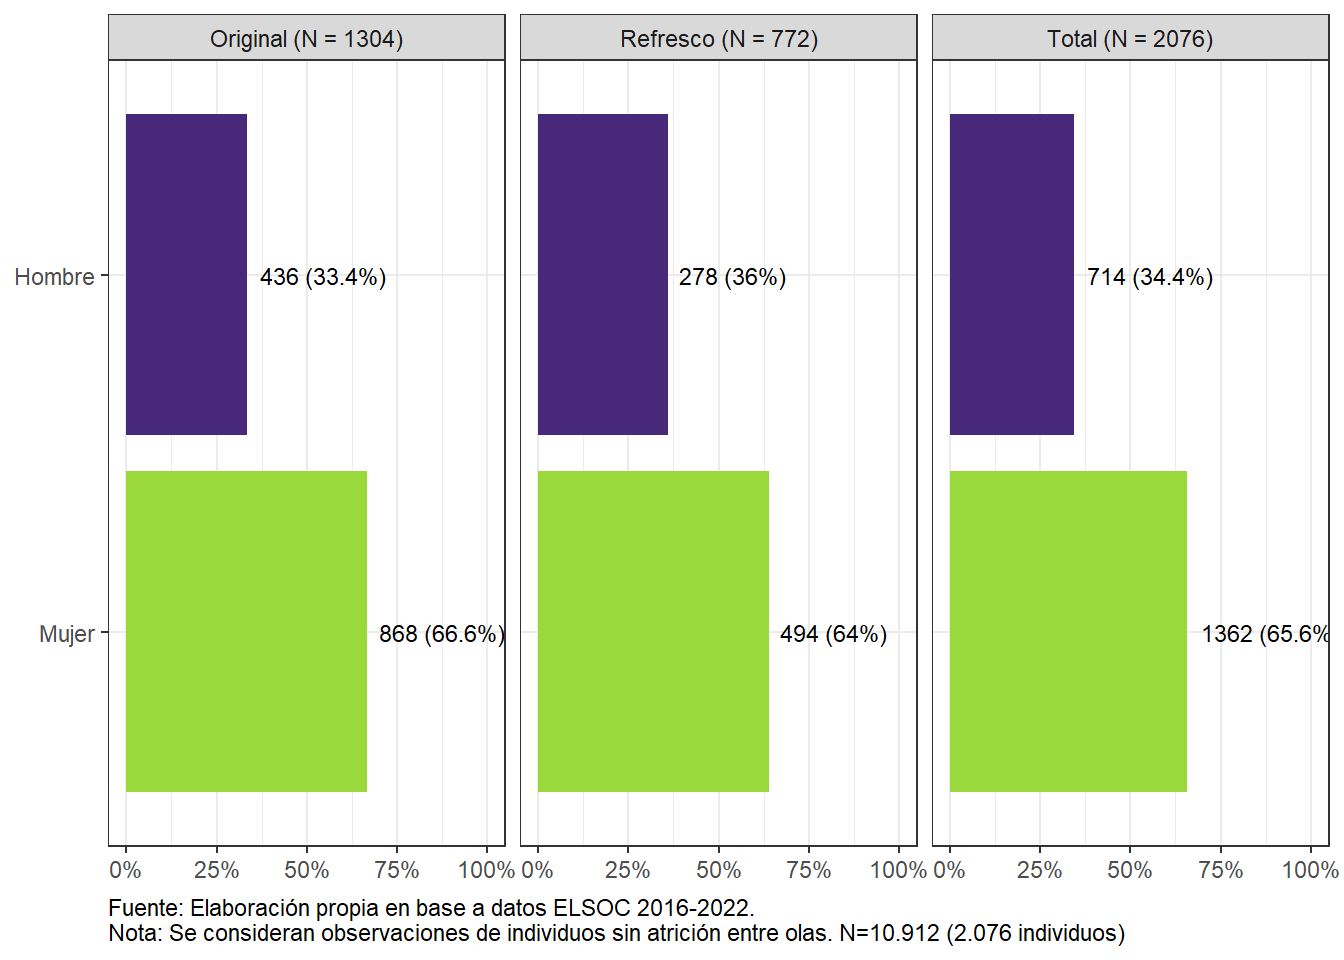 Original (N = 1304)
Refresco (N = 772)
Total (N = 2076)
Hombre
436 (33.4%)
278 (36%)
714 (34.4%)
Mujer
868 (66.6%)
494 (64%)
1362 (65.6%
0% 25% 50% 75% 100%
0% 25% 50% 75% 100%
0% 25% 50% 75% 100%
Fuente: Elaboración propia en base a datos ELSOC 2016-2022.
Nota: Se consideran observaciones de individuos sin atrición entre olas. N=10.912 (2.076 individuos)